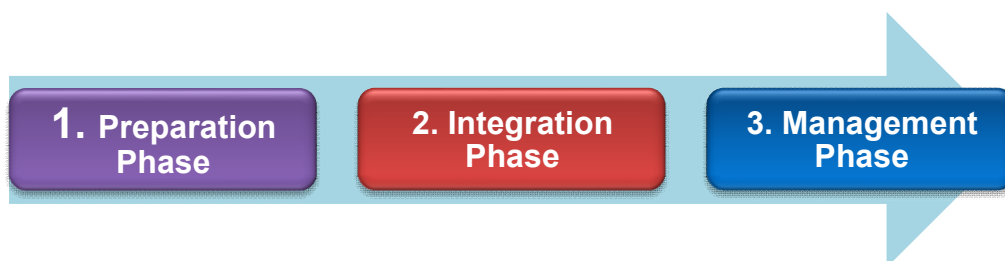 1. Preparation
Phase
2. Integration
Phase
3. Management
Phase